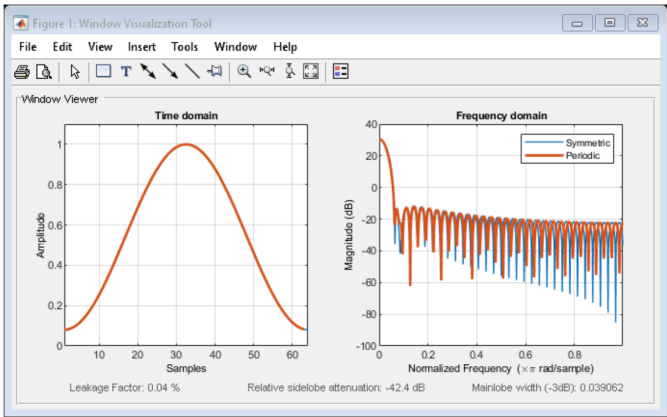 Figure 1: Window Visualization Tool
File Edit View Insert Tools Window Help
Window Viewer
Time domain
Amplitude
1
0.8
0.6
0.4
0.2
0
10 20 30 40 50 60
Samples
Frequency domain
Magnitude (dB)
40
20
0
-20
-40
-60
-80
-100
Symmetric
Periodic
0 0.2 0.4 0.6 0.8
Normalized Frequency (×π rad/sample)
Leakage Factor: 0.04 % Relative sidelobe attenuation: -42.4 dB Mainlobe width (-3dB): 0.039062